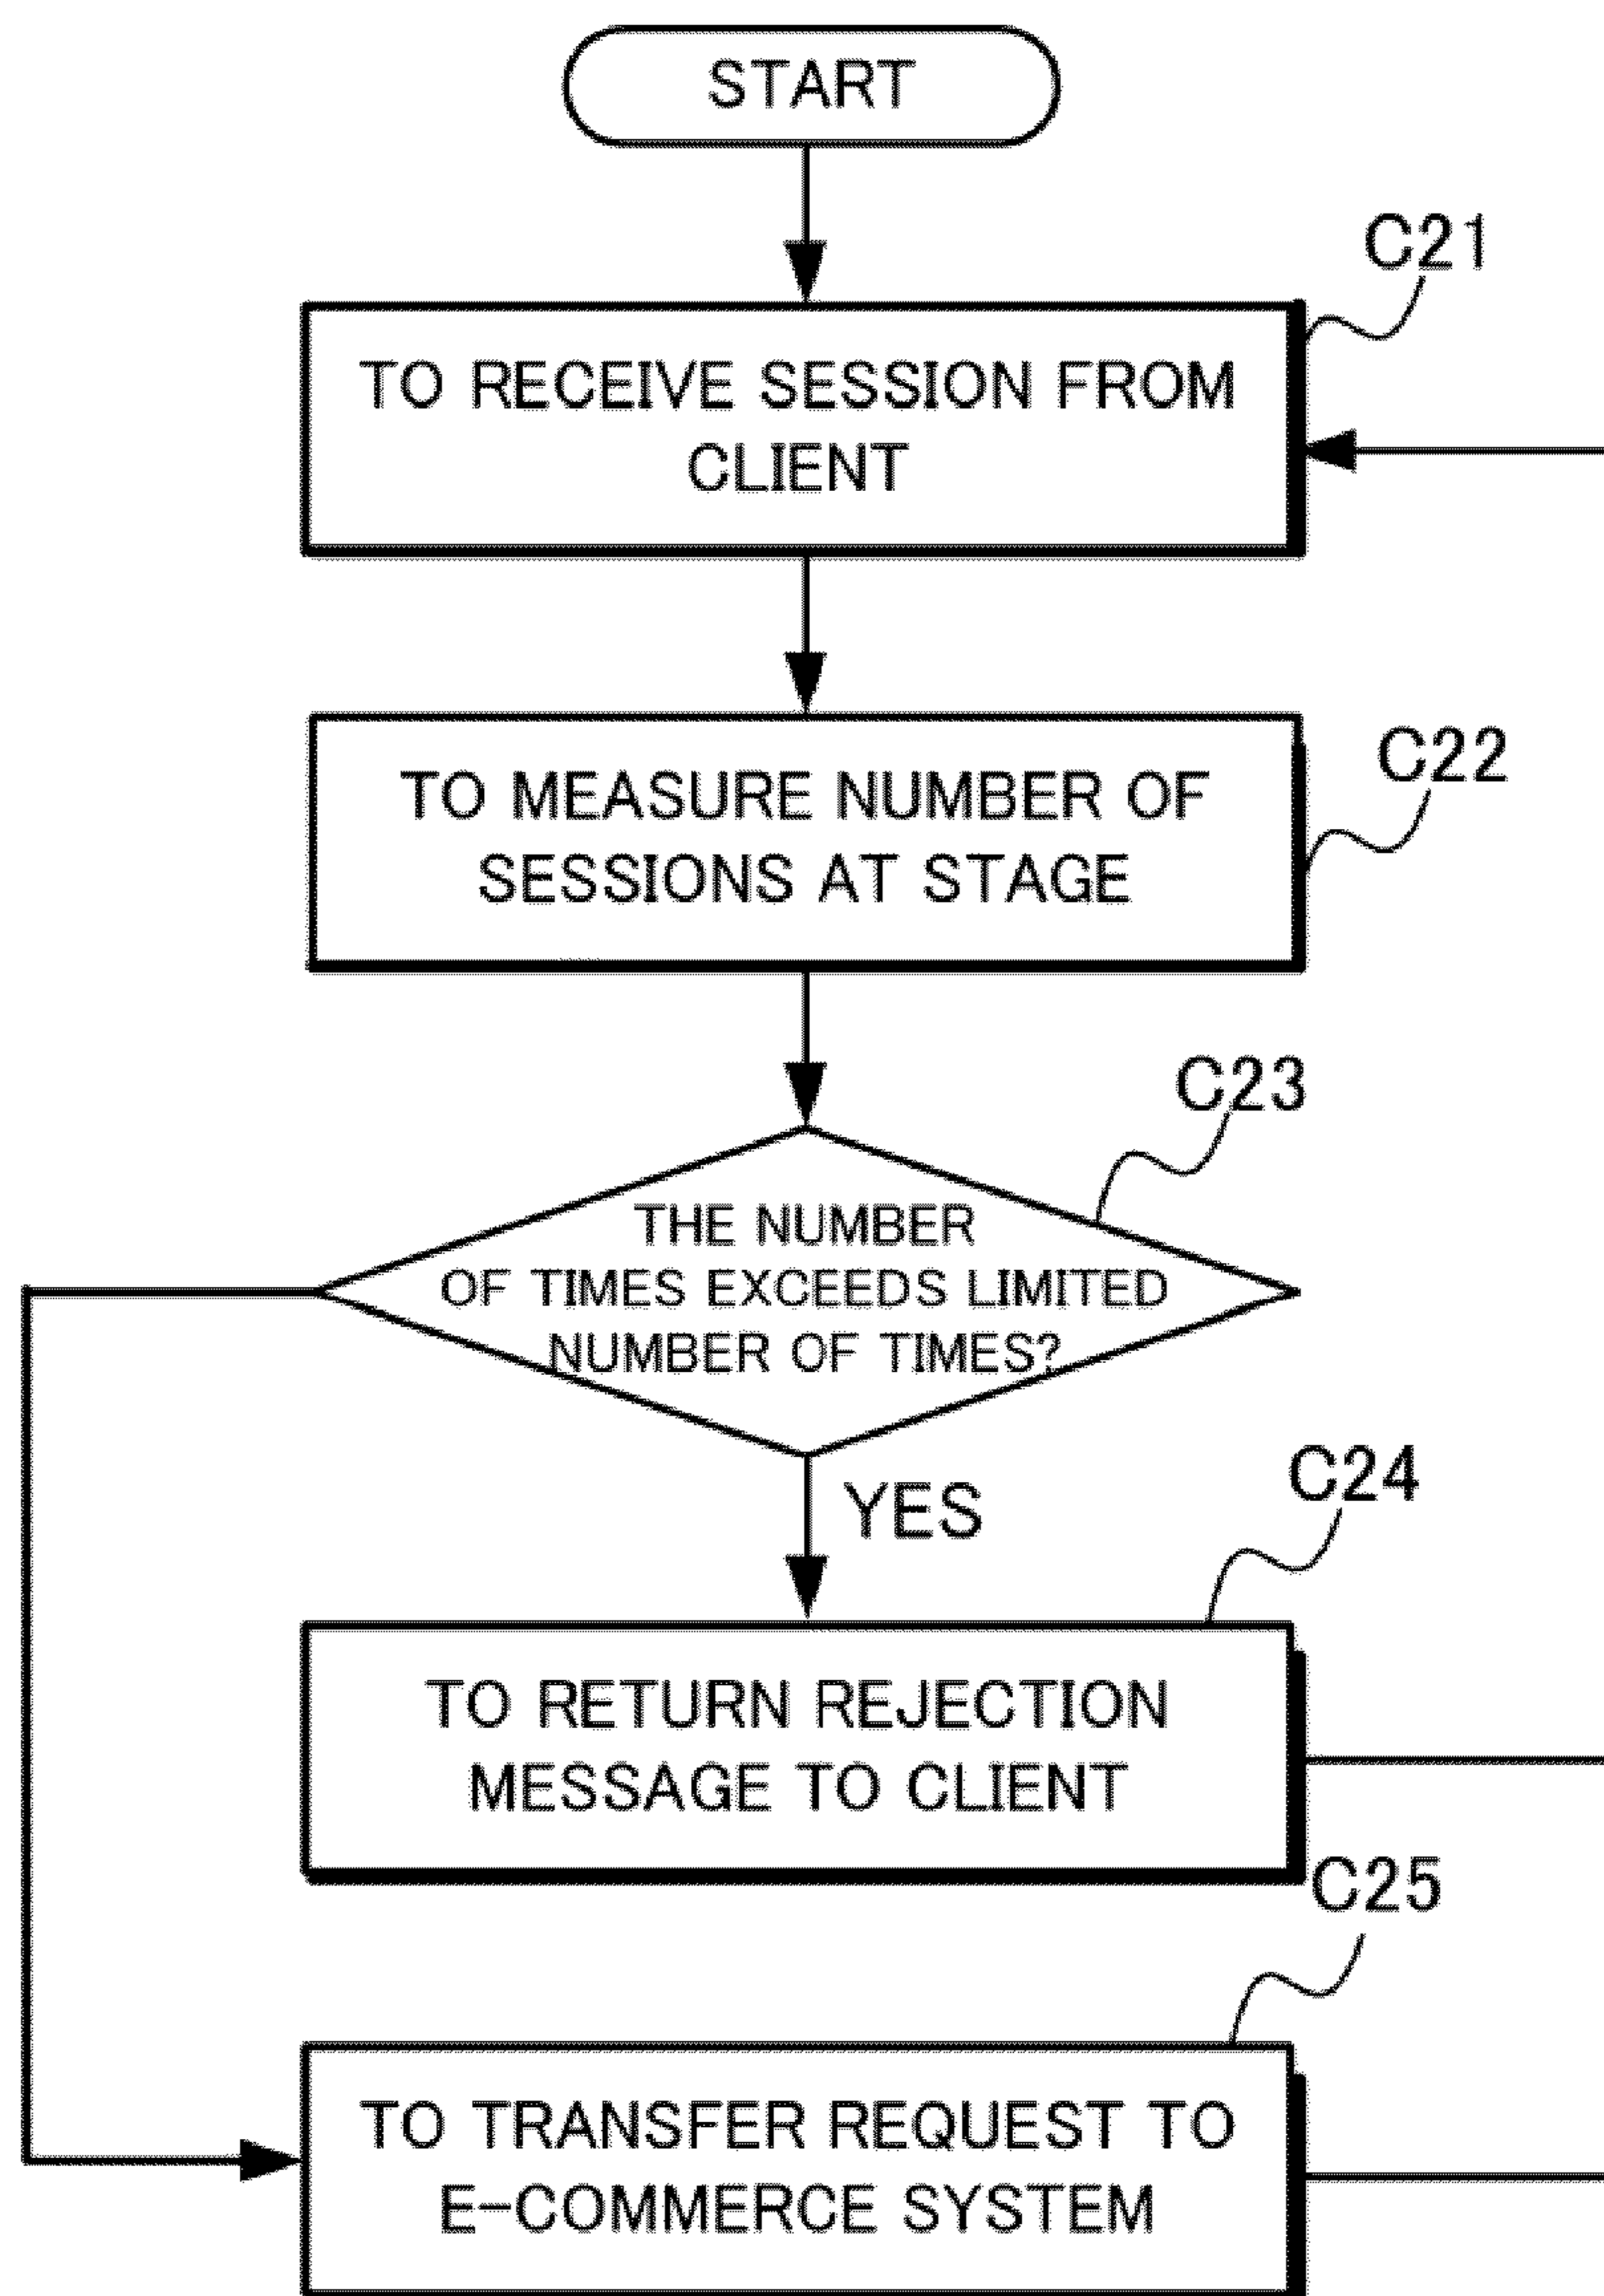 START
C21
TO RECEIVE SESSION FROM
CLIENT
C22
TO MEASURE NUMBER OF
SESSIONS AT STAGE
C23
THE NUMBER
OF TIMES EXCEEDS LIMITED
NUMBER OF TIMES?
YES
C24
TO RETURN REJECTION
MESSAGE TO CLIENT
C25
TO TRANSFER REQUEST TO
E-COMMERCE SYSTEM